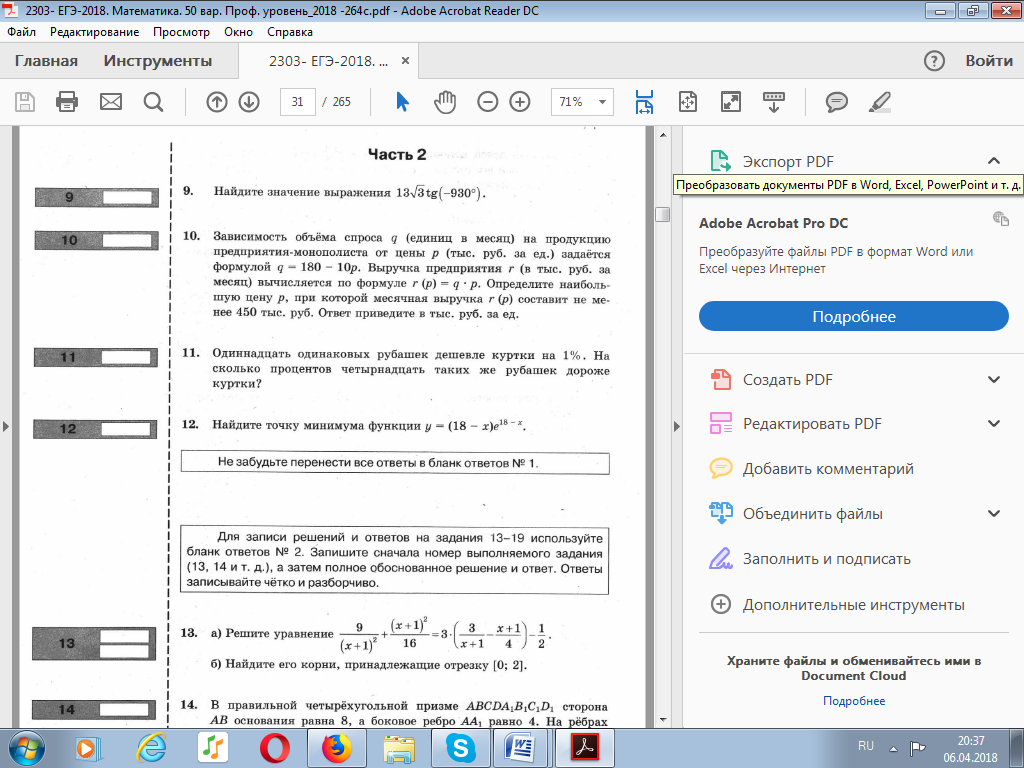 2303- ЕГЭ-2018. Математика. 50 вар. Проф. уровень_2018 -264с.pdf - Adobe Acrobat Reader DC
Файл Редактирование Просмотр Окно Справка
Главная Инструменты 2303- ЕГЭ-2018. ... × ? Войти
31 / 265 71%
Часть 2
9 9. Найдите значение выражения 13√3 tg(−930°).
10 10. Зависимость объёма спроса q (единиц в месяц) на продукцию
предприятия-монополиста от цены p (тыс. руб. за ед.) задаётся
формулой q = 180 − 10p. Выручка предприятия r (в тыс. руб. за
месяц) вычисляется по формуле r (p) = q · p. Определите наиболь-
шую цену p, при которой месячная выручка r (p) составит не ме-
нее 450 тыс. руб. Ответ приведите в тыс. руб. за ед.
11 11. Одиннадцать одинаковых рубашек дешевле куртки на 1%. На
сколько процентов четырнадцать таких же рубашек дороже
куртки?
12 12. Найдите точку минимума функции y = (18 − x)e^(18 − x).
Не забудьте перенести все ответы в бланк ответов № 1.
Для записи решений и ответов на задания 13–19 используйте
бланк ответов № 2. Запишите сначала номер выполняемого задания
(13, 14 и т. д.), а затем полное обоснованное решение и ответ. Ответы
записывайте чётко и разборчиво.
13 13. а) Решите уравнение 9/(x+1)² + (x+1)²/16 = 3·(3/(x+1) − (x+1)/4) − 1/2.
б) Найдите его корни, принадлежащие отрезку [0; 2].
14 14. В правильной четырёхугольной призме ABCDA₁B₁C₁D₁ сторона
AB основания равна 8, а боковое ребро AA₁ равно 4. На рёбрах
Экспорт PDF
Преобразовать документы PDF в Word, Excel, PowerPoint и т. д.
Adobe Acrobat Pro DC
Преобразуйте файлы PDF в формат Word или
Excel через Интернет
Подробнее
Создать PDF
Редактировать PDF
Добавить комментарий
Объединить файлы
Заполнить и подписать
Дополнительные инструменты
Храните файлы и обменивайтесь ими в
Document Cloud
Подробнее
RU 20:37
06.04.2018